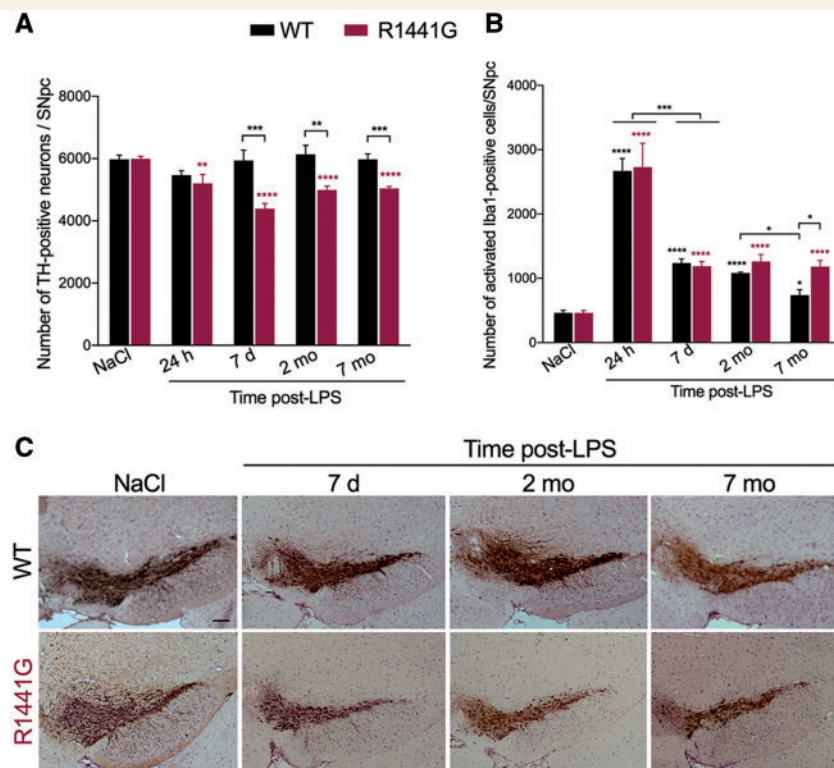 A
WT
R1441G
B
Number of TH-positive neurons / SNpc
8000
6000
4000
2000
0
***
**
***
**
****
****
****
NaCl
24 h
7 d
2 mo
7 mo
Time post-LPS
Number of activated Iba1-positive cells/SNpc
4000
3000
2000
1000
0
***
****
****
****
****
****
****
*
*
*
****
NaCl
24 h
7 d
2 mo
7 mo
Time post-LPS
C
Time post-LPS
NaCl
7 d
2 mo
7 mo
WT
R1441G